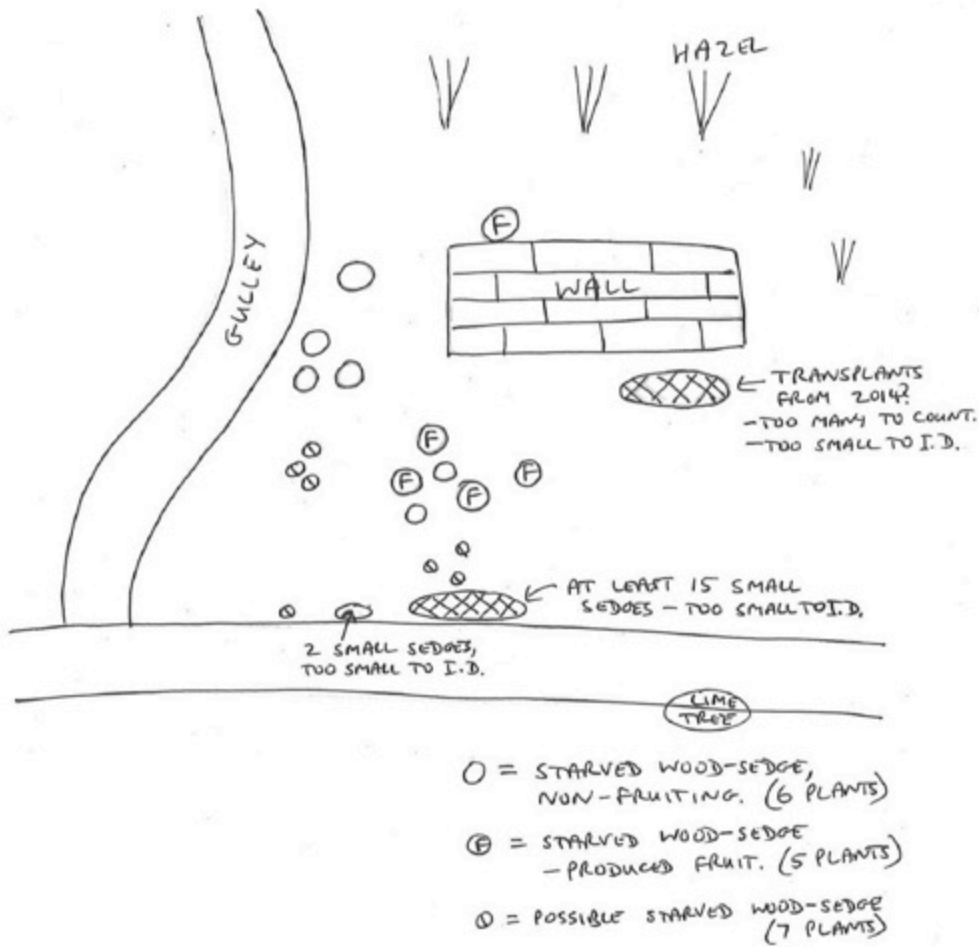 HAZEL
F
GULLEY
WALL
TRANSPLANTS
FROM 2014?
-TOO MANY TO COUNT.
-TOO SMALL TO I.D.
F
F
F
F
AT LEAST 15 SMALL
SEDGES - TOO SMALL TO I.D.
2 SMALL SEDGES,
TOO SMALL TO I.D.
LIME
TREE
= STARVED WOOD-SEDGE,
NON-FRUITING. (6 PLANTS)
F = STARVED WOOD-SEDGE
-PRODUCED FRUIT. (5 PLANTS)
= POSSIBLE STARVED WOOD-SEDGE
(7 PLANTS)